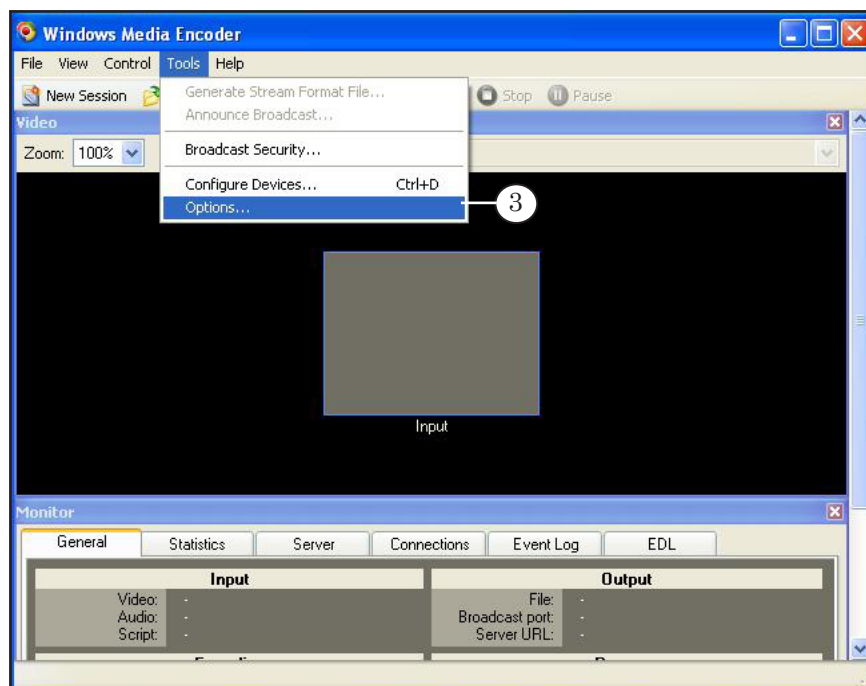 Windows Media Encoder
File View Control Tools Help
New Session
Generate Stream Format File...
Stop Pause
Announce Broadcast...
Video
Zoom: 100%
Broadcast Security...
Configure Devices... Ctrl+D
Options...
3
Input
Monitor
General Statistics Server Connections Event Log EDL
Input Output
Video: - File: -
Audio: - Broadcast port: -
Script: - Server URL: -